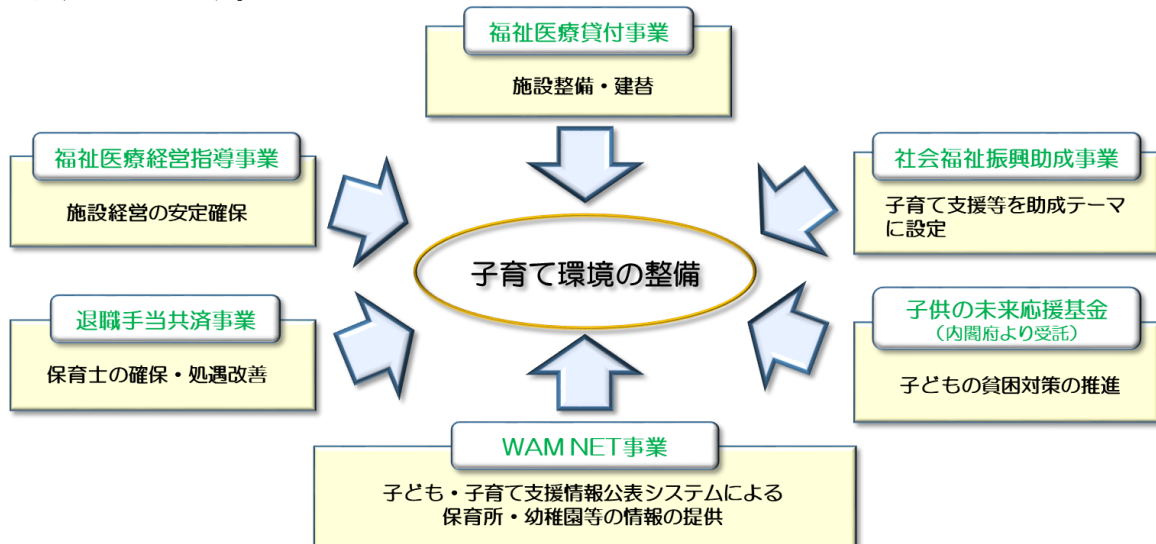 福祉医療貸付事業
施設整備・建替
福祉医療経営指導事業
施設経営の安定確保
社会福祉振興助成事業
子育て支援等を助成テーマ
に設定
子育て環境の整備
退職手当共済事業
保育士の確保・処遇改善
子供の未来応援基金
（内閣府より受託）
子どもの貧困対策の推進
WAM NET事業
子ども・子育て支援情報公表システムによる
保育所・幼稚園等の情報の提供